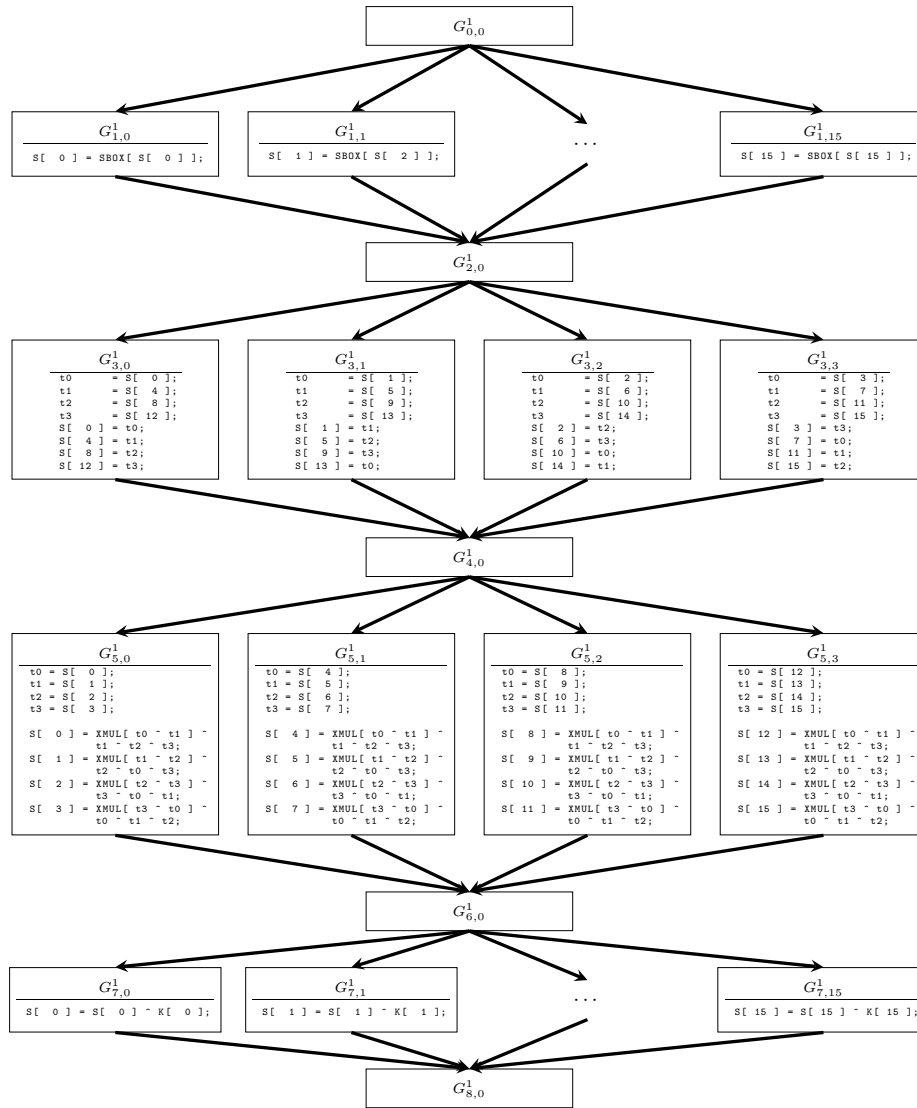 G^1_{0,0}
G^1_{1,0}
S[ 0 ] = SBOX[ S[ 0 ] ];
G^1_{1,1}
S[ 1 ] = SBOX[ S[ 2 ] ];
...
G^1_{1,15}
S[ 15 ] = SBOX[ S[ 15 ] ];
G^1_{2,0}
G^1_{3,0}
t0 = S[ 0 ];
t1 = S[ 4 ];
t2 = S[ 8 ];
t3 = S[ 12 ];
S[ 0 ] = t0;
S[ 4 ] = t1;
S[ 8 ] = t2;
S[ 12 ] = t3;
G^1_{3,1}
t0 = S[ 1 ];
t1 = S[ 5 ];
t2 = S[ 9 ];
t3 = S[ 13 ];
S[ 1 ] = t1;
S[ 5 ] = t2;
S[ 9 ] = t3;
S[ 13 ] = t0;
G^1_{3,2}
t0 = S[ 2 ];
t1 = S[ 6 ];
t2 = S[ 10 ];
t3 = S[ 14 ];
S[ 2 ] = t2;
S[ 6 ] = t3;
S[ 10 ] = t0;
S[ 14 ] = t1;
G^1_{3,3}
t0 = S[ 3 ];
t1 = S[ 7 ];
t2 = S[ 11 ];
t3 = S[ 15 ];
S[ 3 ] = t3;
S[ 7 ] = t0;
S[ 11 ] = t1;
S[ 15 ] = t2;
G^1_{4,0}
G^1_{5,0}
t0 = S[ 0 ];
t1 = S[ 1 ];
t2 = S[ 2 ];
t3 = S[ 3 ];
S[ 0 ] = XMUL[ t0 ^ t1 ] ^
t1 ^ t2 ^ t3;
S[ 1 ] = XMUL[ t1 ^ t2 ] ^
t2 ^ t0 ^ t3;
S[ 2 ] = XMUL[ t2 ^ t3 ] ^
t3 ^ t0 ^ t1;
S[ 3 ] = XMUL[ t3 ^ t0 ] ^
t0 ^ t1 ^ t2;
G^1_{5,1}
t0 = S[ 4 ];
t1 = S[ 5 ];
t2 = S[ 6 ];
t3 = S[ 7 ];
S[ 4 ] = XMUL[ t0 ^ t1 ] ^
t1 ^ t2 ^ t3;
S[ 5 ] = XMUL[ t1 ^ t2 ] ^
t2 ^ t0 ^ t3;
S[ 6 ] = XMUL[ t2 ^ t3 ] ^
t3 ^ t0 ^ t1;
S[ 7 ] = XMUL[ t3 ^ t0 ] ^
t0 ^ t1 ^ t2;
G^1_{5,2}
t0 = S[ 8 ];
t1 = S[ 9 ];
t2 = S[ 10 ];
t3 = S[ 11 ];
S[ 8 ] = XMUL[ t0 ^ t1 ] ^
t1 ^ t2 ^ t3;
S[ 9 ] = XMUL[ t1 ^ t2 ] ^
t2 ^ t0 ^ t3;
S[ 10 ] = XMUL[ t2 ^ t3 ] ^
t3 ^ t0 ^ t1;
S[ 11 ] = XMUL[ t3 ^ t0 ] ^
t0 ^ t1 ^ t2;
G^1_{5,3}
t0 = S[ 12 ];
t1 = S[ 13 ];
t2 = S[ 14 ];
t3 = S[ 15 ];
S[ 12 ] = XMUL[ t0 ^ t1 ] ^
t1 ^ t2 ^ t3;
S[ 13 ] = XMUL[ t1 ^ t2 ] ^
t2 ^ t0 ^ t3;
S[ 14 ] = XMUL[ t2 ^ t3 ] ^
t3 ^ t0 ^ t1;
S[ 15 ] = XMUL[ t3 ^ t0 ] ^
t0 ^ t1 ^ t2;
G^1_{6,0}
G^1_{7,0}
S[ 0 ] = S[ 0 ] ^ K[ 0 ];
G^1_{7,1}
S[ 1 ] = S[ 1 ] ^ K[ 1 ];
...
G^1_{7,15}
S[ 15 ] = S[ 15 ] ^ K[ 15 ];
G^1_{8,0}